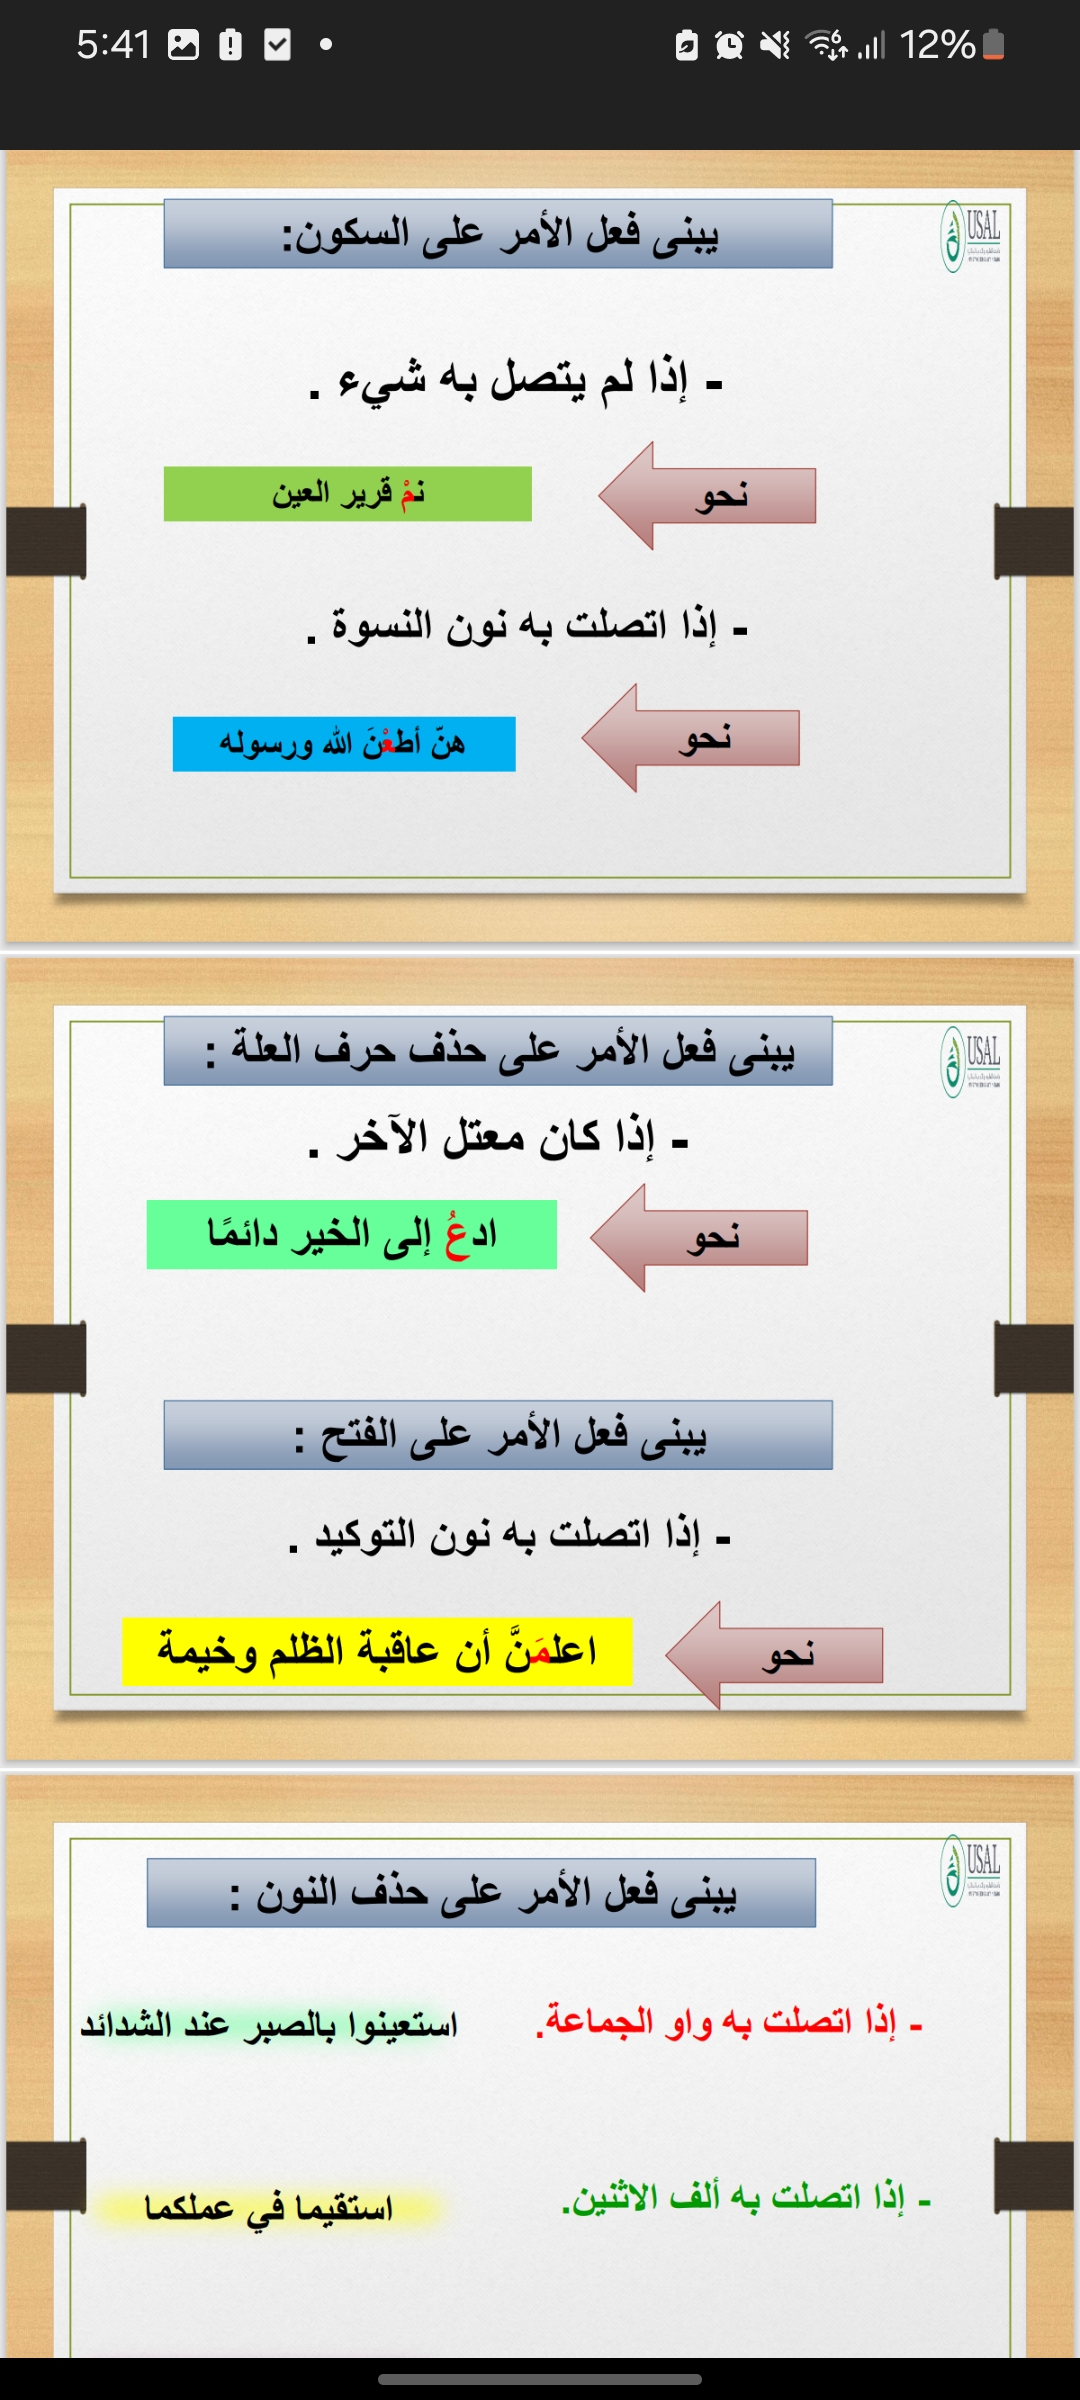 5:41
12%
يبنى فعل الأمر على السكون:
USAL
- إذا لم يتصل به شيء .
نحو
نمْ قرير العين
- إذا اتصلت به نون النسوة .
نحو
هنّ أطعْنَ الله ورسوله
يبنى فعل الأمر على حذف حرف العلة :
USAL
- إذا كان معتل الآخر .
نحو
ادعُ إلى الخير دائمًا
يبنى فعل الأمر على الفتح :
- إذا اتصلت به نون التوكيد .
نحو
اعلمَنَّ أن عاقبة الظلم وخيمة
USAL
يبنى فعل الأمر على حذف النون :
- إذا اتصلت به واو الجماعة.
استعينوا بالصبر عند الشدائد
- إذا اتصلت به ألف الاثنين.
استقيما في عملكما